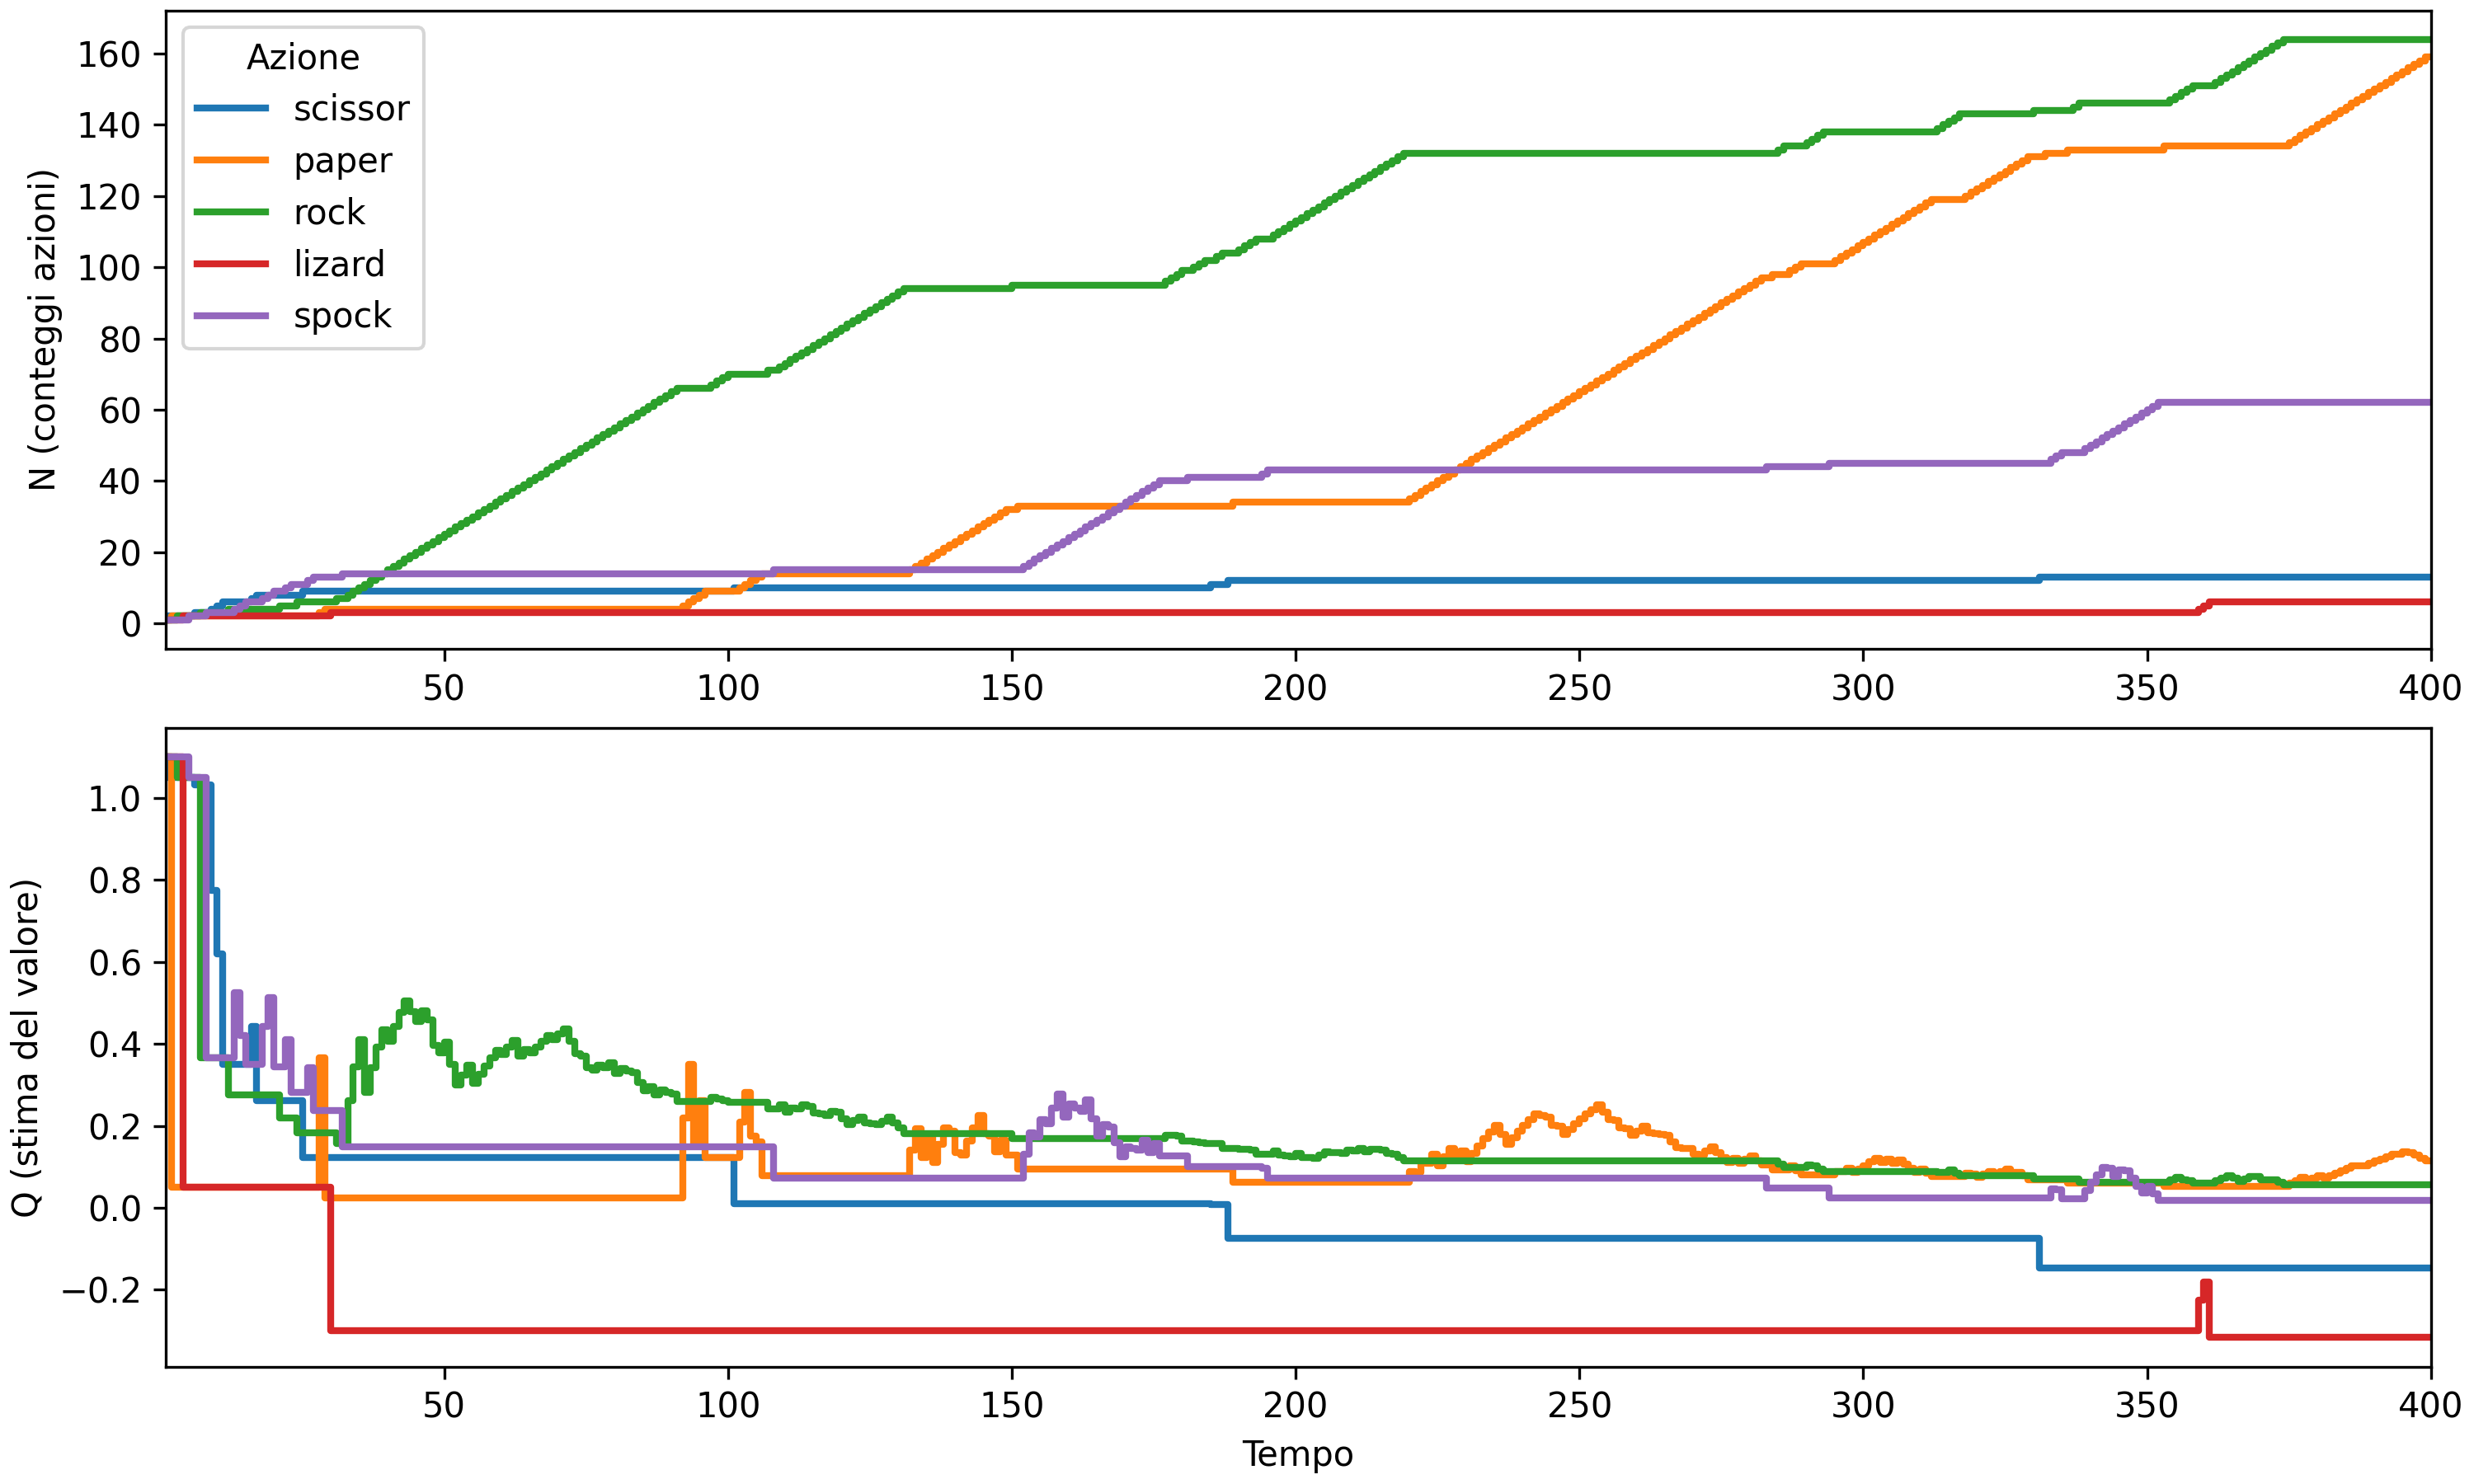 Azione
scissor
paper
rock
lizard
spock
N (conteggi azioni)
160
140
120
100
80
60
40
20
0
50 100 150 200 250 300 350 400
Q (stima del valore)
1.0
0.8
0.6
0.4
0.2
0.0
−0.2
50 100 150 200 250 300 350 400
Tempo